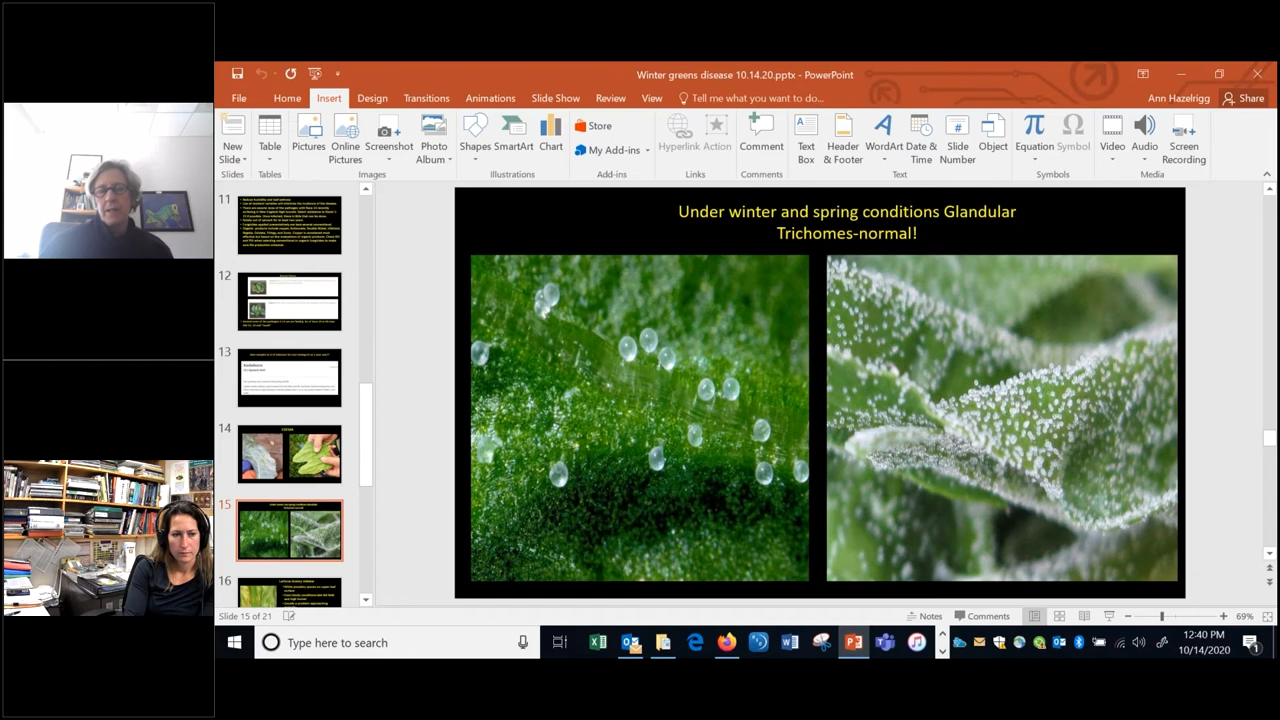 Winter greens disease 10.14.20.pptx - PowerPoint
File Home Insert Design Transitions Animations Slide Show Review View Tell me what you want to do... Ann Hazelrigg Share
New Slide
Table
Pictures
Online Pictures
Screenshot
Photo Album
Shapes
SmartArt
Chart
Store
My Add-ins
Hyperlink
Action
Comment
Text Box
Header & Footer
WordArt
Date & Time
Slide Number
Object
Equation
Symbol
Video
Audio
Screen Recording
Slides Tables Images Illustrations Add-ins Links Comments Text Symbols Media
11
12
13
14
EDEMA
15
16
Under winter and spring conditions Glandular
Trichomes-normal!
Slide 15 of 21 Notes Comments 69%
Type here to search
12:40 PM
10/14/2020
1